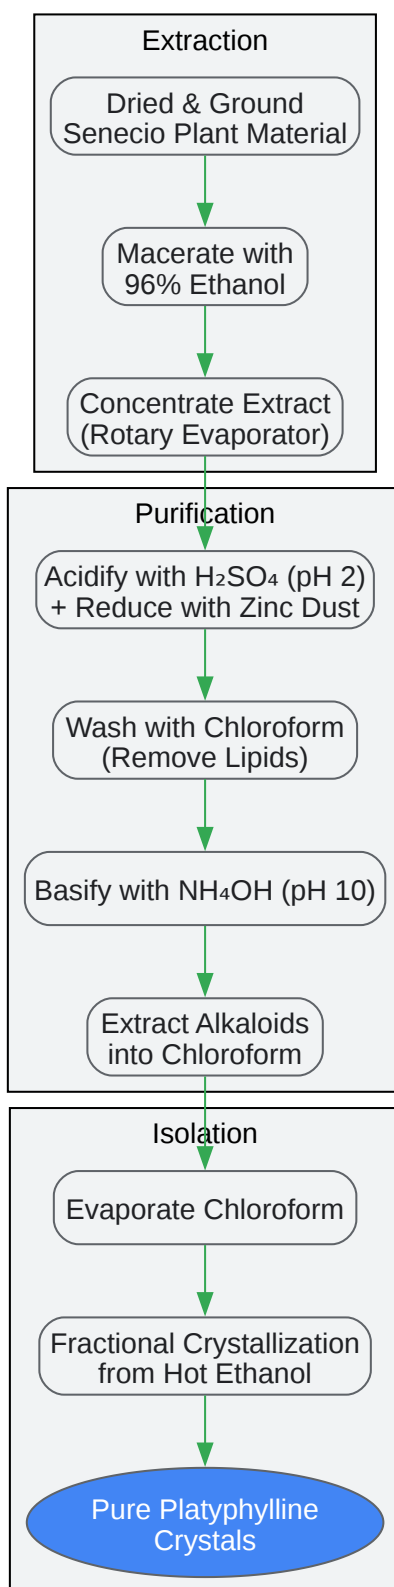 Extraction
Dried & Ground
Senecio Plant Material
Macerate with
96% Ethanol
Concentrate Extract
(Rotary Evaporator)
Purification
Acidify with H₂SO₄ (pH 2)
+ Reduce with Zinc Dust
Wash with Chloroform
(Remove Lipids)
Basify with NH₄OH (pH 10)
Extract Alkaloids
into Chloroform
Isolation
Evaporate Chloroform
Fractional Crystallization
from Hot Ethanol
Pure Platyphylline
Crystals